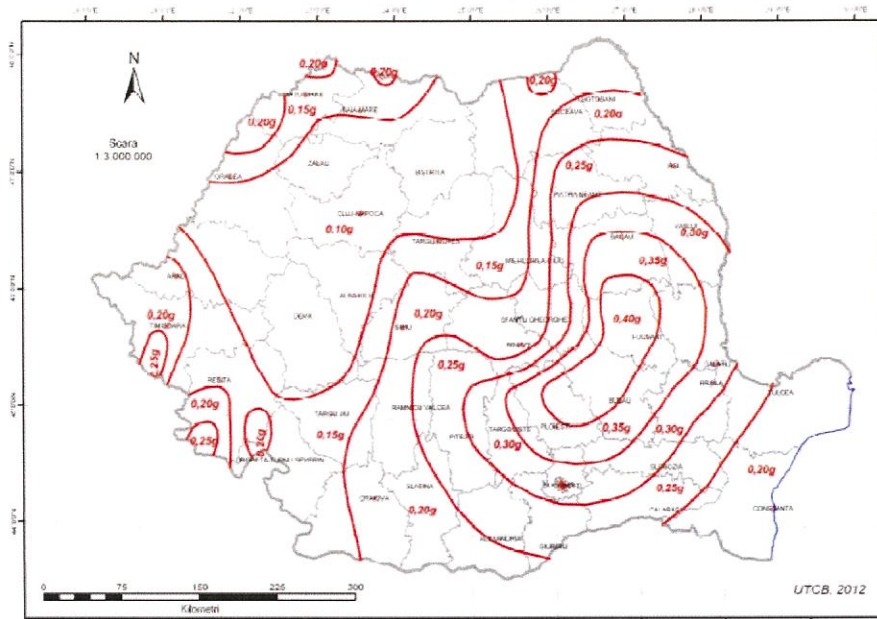 N
Scara
1:3.000.000
0,20g
0,20g
0,20g
BAIA MARE
0,15g
SUCEAVA
BOTOSANI
0,20g
0,20g
ORADEA
ZALAU
BISTRITA
0,25g
IASI
PIATRA NEAMT
CLUJ-NAPOCA
0,10g
TARGU MURES
0,30g
VASLUI
BACAU
0,35g
0,15g
MIERCUREA CIUC
ARAD
ALBA IULIA
0,20g
TIMISOARA
DEVA
0,20g
SIBIU
SFANTU GHEORGHE
0,40g
FOCSANI
BRASOV
0,25g
0,25g
GALATI
BRAILA
TULCEA
RESITA
0,20g
RAMNICU VALCEA
BUZAU
TARGU JIU
0,15g
PITESTI
TARGOVISTE
PLOIESTI
0,35g
0,30g
0,30g
0,25g
SLOBOZIA
0,20g
0,25g
CALARASI
CONSTANTA
SLATINA
CRAIOVA
0,20g
ALEXANDRIA
GIURGIU
0 75 150 225 300
Kilometri
UTCB, 2012